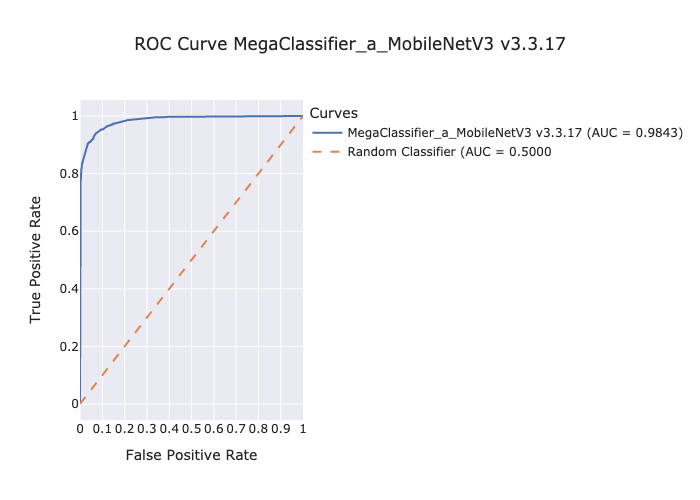 ROC Curve MegaClassifier_a_MobileNetV3 v3.3.17
Curves
MegaClassifier_a_MobileNetV3 v3.3.17 (AUC = 0.9843)
Random Classifier (AUC = 0.5000
True Positive Rate
1
0.8
0.6
0.4
0.2
0
0 0.1 0.2 0.3 0.4 0.5 0.6 0.7 0.8 0.9 1
False Positive Rate